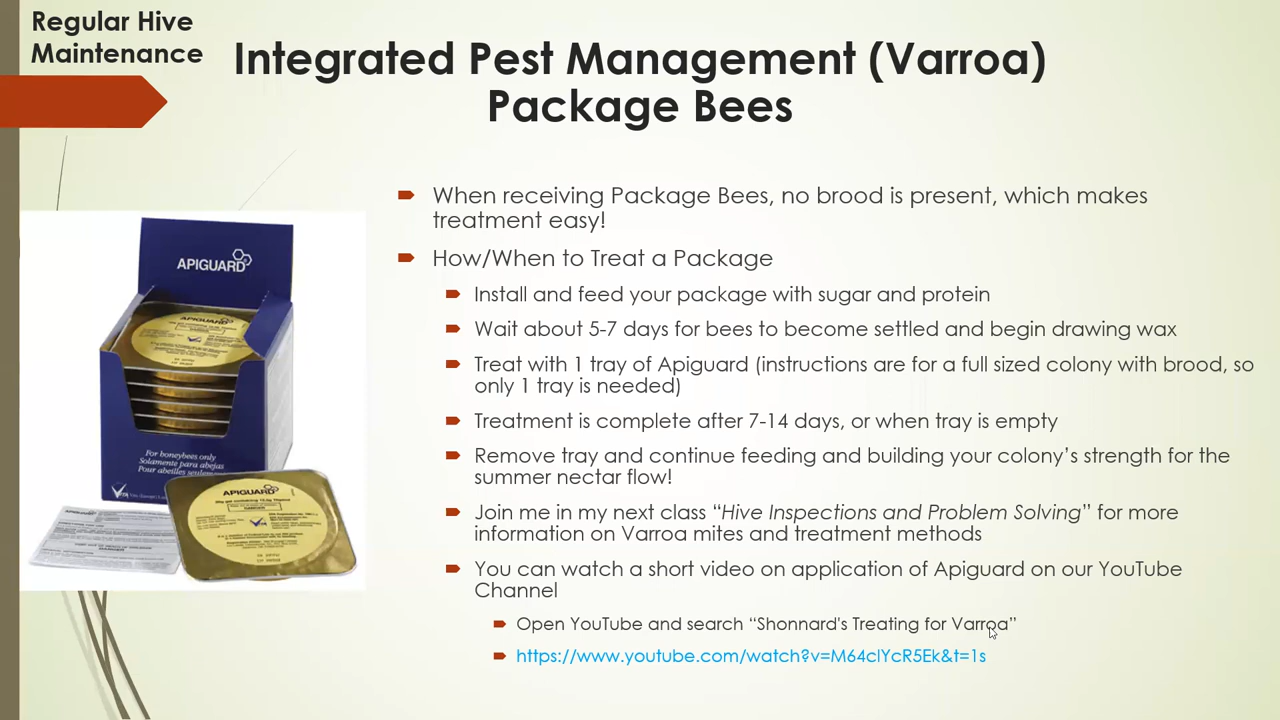 Regular Hive
Maintenance
Integrated Pest Management (Varroa)
Package Bees
When receiving Package Bees, no brood is present, which makes
treatment easy!
How/When to Treat a Package
Install and feed your package with sugar and protein
Wait about 5-7 days for bees to become settled and begin drawing wax
Treat with 1 tray of Apiguard (instructions are for a full sized colony with brood, so
only 1 tray is needed)
Treatment is complete after 7-14 days, or when tray is empty
Remove tray and continue feeding and building your colony’s strength for the
summer nectar flow!
Join me in my next class “Hive Inspections and Problem Solving” for more
information on Varroa mites and treatment methods
You can watch a short video on application of Apiguard on our YouTube
Channel
Open YouTube and search “Shonnard's Treating for Varroa”
https://www.youtube.com/watch?v=M64clYcR5Ek&t=1s
APIGUARD
APIGUARD
For honeybees only
Solamente para abejas
Pour abeilles seulement
VITA
APIGUARD
VITA